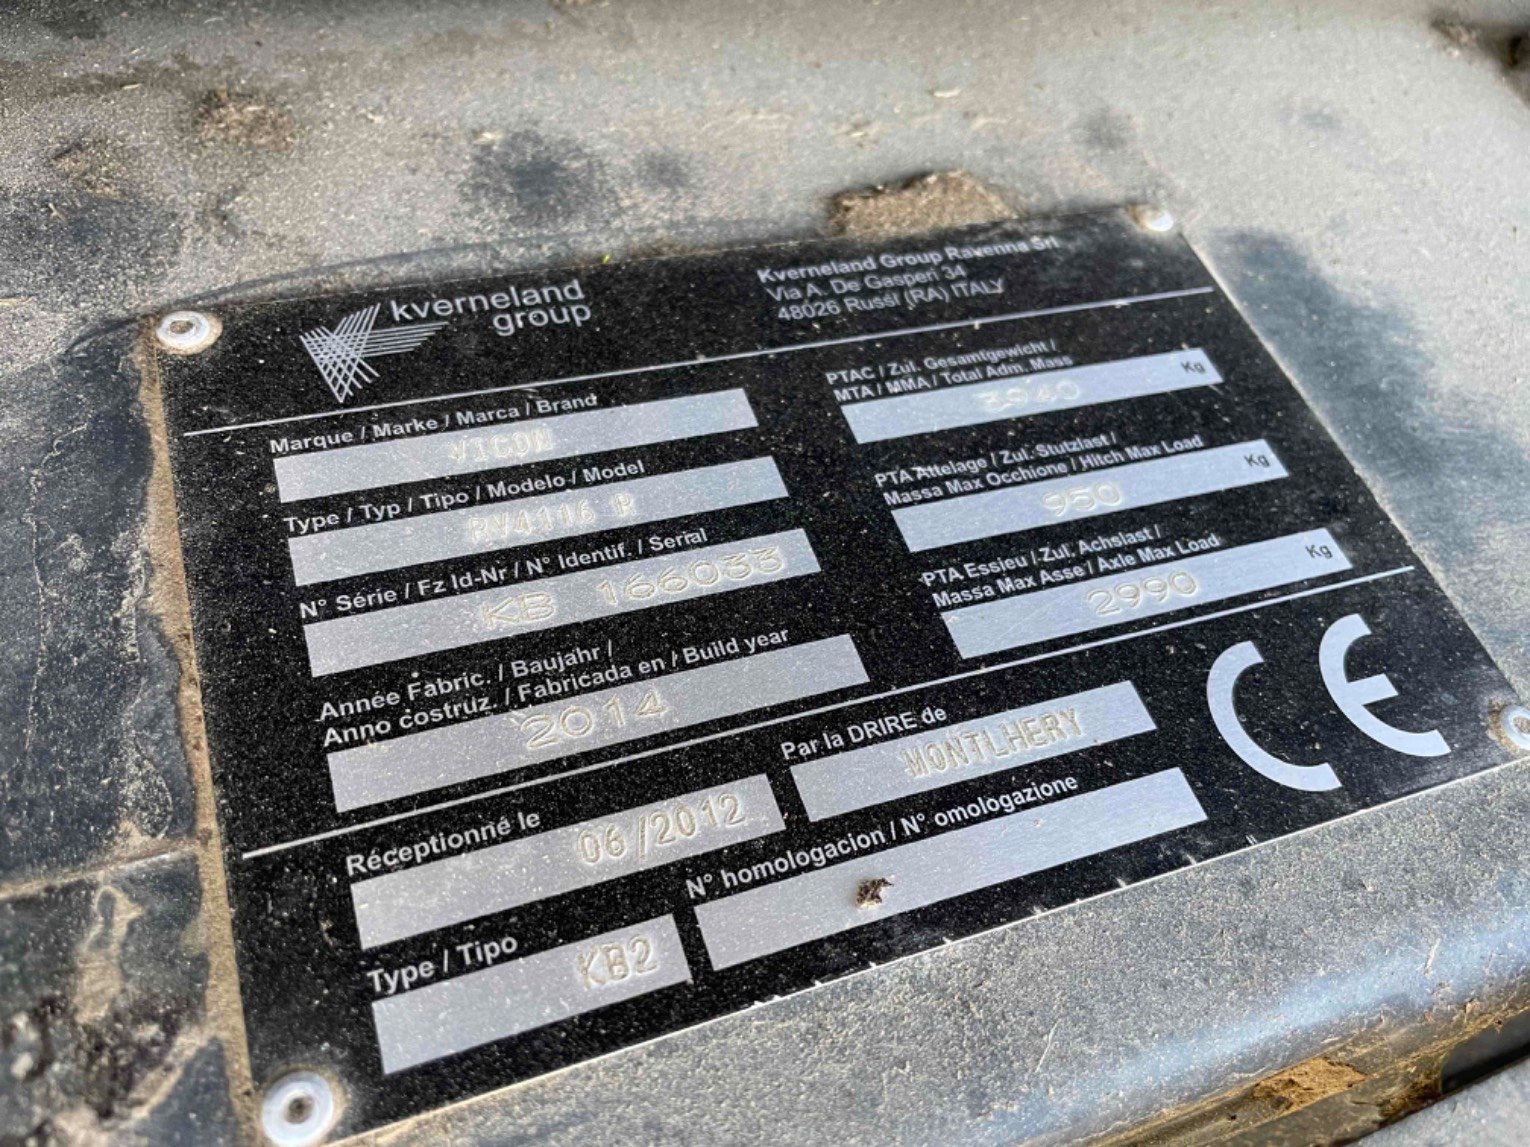 kverneland
group
Kverneland Group Ravenna Srl
Via A. De Gasperi 34
48026 Russi (RA) ITALY
Marque / Marke / Marca / Brand
VICON
Type / Typ / Tipo / Modelo / Model
RV4116 R
N° Série / Fz Id-Nr / N° Identif. / Serial
KB 166033
Année Fabric. / Baujahr /
Anno costruz. / Fabricada en / Build year
2014
PTAC / Zul. Gesamtgewicht /
MTA / MMA / Total Adm. Mass
3940 Kg
PTA Attelage / Zul. Stutzlast /
Massa Max Occhione / Hitch Max Load
950 Kg
PTA Essieu / Zul. Achslast /
Massa Max Asse / Axle Max Load
2990 Kg
Réceptionné le
06/2012
Par la DRIRE de
MONTLHERY
Type / Tipo
KB2
N° homologacion / N° omologazione
CE